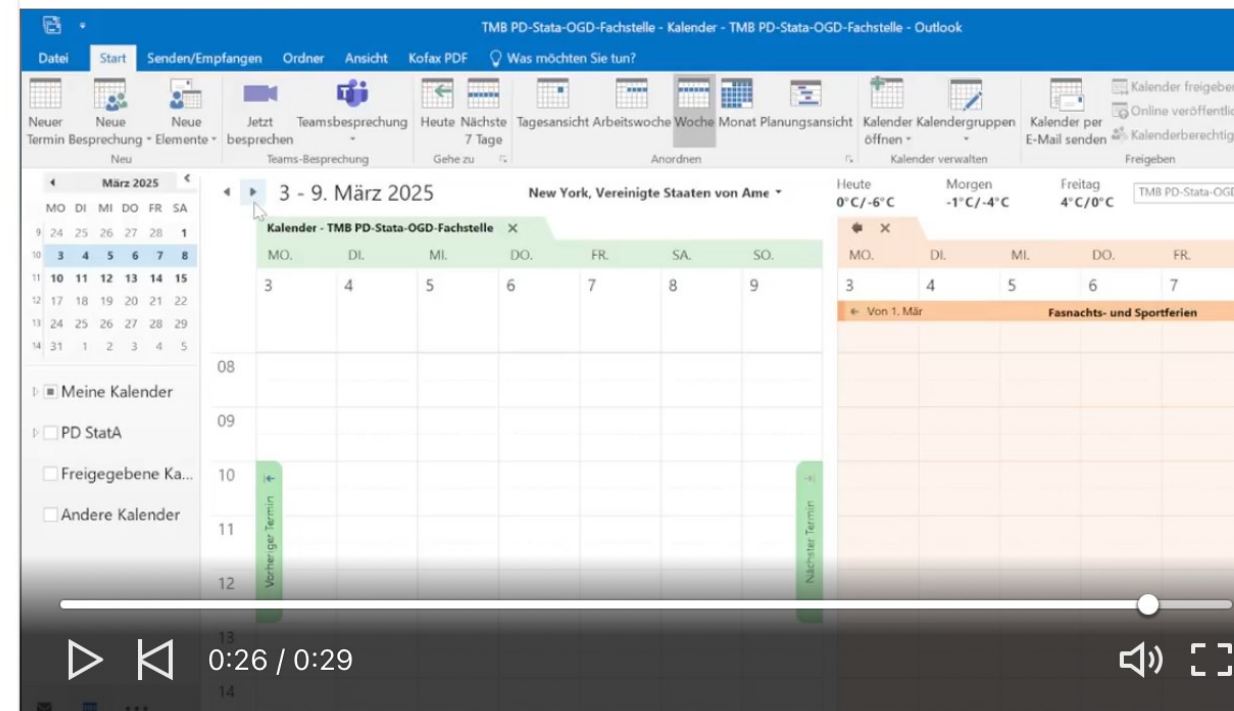 TMB PD-Stata-OGD-Fachstelle - Kalender - TMB PD-Stata-OGD-Fachstelle - Outlook
Datei Start Senden/Empfangen Ordner Ansicht Kofax PDF Was möchten Sie tun?
Neuer Neue Neue Jetzt Teamsbesprechung Heute Nächste Tagesansicht Arbeitswoche Woche Monat Planungsansicht Kalender Kalendergruppen Kalender per Kalender freigeben
Termin Besprechung Elemente besprechen 7 Tage öffnen E-Mail senden Online
Neu Teams-Besprechung Gehe zu Anordnen Kalender verwalten Freigeben
März 2025
MO DI MI DO FR SA
9 24 25 26 27 28 1
10 3 4 5 6 7 8
11 10 11 12 13 14 15
12 17 18 19 20 21 22
13 24 25 26 27 28 29
14 31 1 2 3 4 5
Meine Kalender
PD StatA
Freigegebene Ka...
Andere Kalender
3 - 9. März 2025
New York, Vereinigte Staaten von Ame
Heute Morgen Freitag
0°C/-6°C -1°C/-4°C 4°C/0°C
TMB PD-Stata-OGD
Kalender - TMB PD-Stata-OGD-Fachstelle
MO. DI. MI. DO. FR. SA. SO.
3 4 5 6 7 8 9
MO. DI. MI. DO. FR.
3 4 5 6 7
Von 1. Mär Fasnachts- und Sportferien
08
09
10
11
12
13
14
Vorheriger Termin
Nächster Termin
0:26 / 0:29